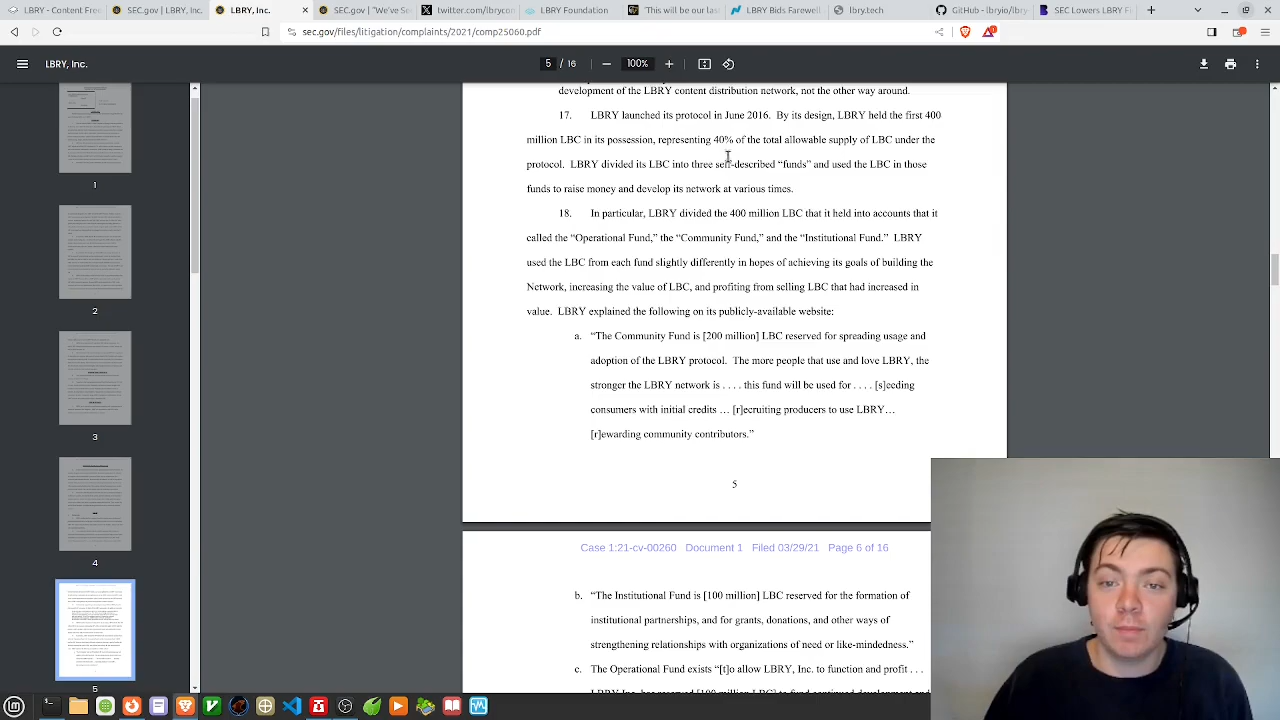 LBRY - Content Free
SEC.gov | LBRY, Inc.
LBRY, Inc.
SEC.gov | "We've Se
twitter.com/lbrycon
LBRY Foundation
'This will be our last
LBRY Bids Farewell
lbry.tech
GitHub - lbryio/lbry
SEC Lowers LBRY Fi
sec.gov/files/litigation/complaints/2021/comp25060.pdf
LBRY, Inc.
5 / 16
100%
1
2
3
4
5
development of the LBRY content distribution network, not the other way around.
17. LBRY launched its protocol in June 2016. By its design, LBRY held the first 400
million LBC in its possession, representing 40% of the total allotted supply of LBC under the
protocol. LBRY divided its LBC into three self-described "funds" and used the LBC in those
funds to raise money and develop its network at various times.
18. In particular, LBRY divided the 400 million LBC that it held into accounts that it
called the "Operational Fund," the "Community Fund," and the "Institutional Fund." LBRY
used the LBC from each fund slightly differently in hopes of achieving its goals of building the
Network, increasing the value of LBC, and profiting from selling LBC that had increased in
value. LBRY explained the following on its publicly-available website:
a. "The Community Fund is [200 million] LBC reserved for spreading usage and
adoption of the LBRY protocol. The more people that use and love LBRY, the
stronger the LBRY network is . . . . this fund will be used for . . . . [s]eeding
consumers with initial credits … [r]ecruiting producers to use LBRY…
[r]ewarding community contributors."
5
Case 1:21-cv-00260 Document 1 Filed 03/29/21 Page 6 of 16
b. "The Institutional Fund is [100 million] LBC reserved for the formation of
institutional partnerships, and for grants, donations and other ways of
organizations with like-minded values."
c. The Operational Fund exists "[t]o allow LBRY, Inc. to function and profit . . .